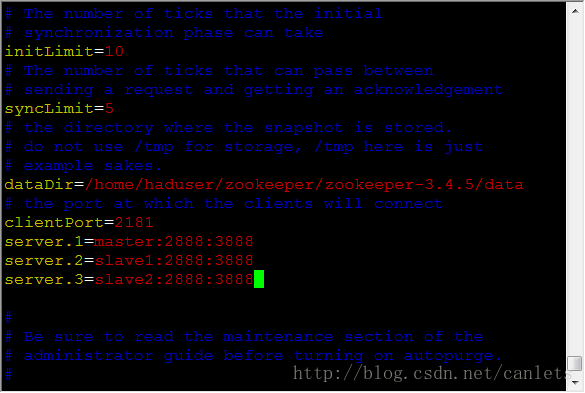 # The number of ticks that the initial
# synchronization phase can take
initLimit=10
# The number of ticks that can pass between
# sending a request and getting an acknowledgement
syncLimit=5
# the directory where the snapshot is stored.
# do not use /tmp for storage, /tmp here is just
# example sakes.
dataDir=/home/haduser/zookeeper/zookeeper-3.4.5/data
# the port at which the clients will connect
clientPort=2181
server.1=master:2888:3888
server.2=slave1:2888:3888
server.3=slave2:2888:3888
#
# Be sure to read the maintenance section of the
# administrator guide before turning on autopurge.
#
http://blog.csdn.net/canlets